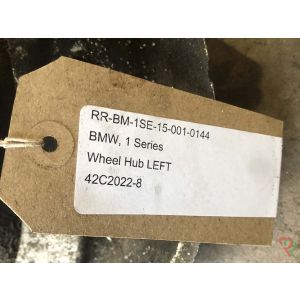 RR-BM-1SE-15-001-0144
BMW, 1 Series
Wheel Hub LEFT
42C2022-8